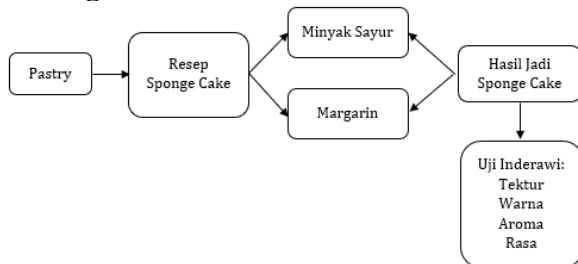 Pastry
Resep
Sponge Cake
Minyak Sayur
Margarin
Hasil Jadi
Sponge Cake
Uji Inderawi:
Tektur
Warna
Aroma
Rasa